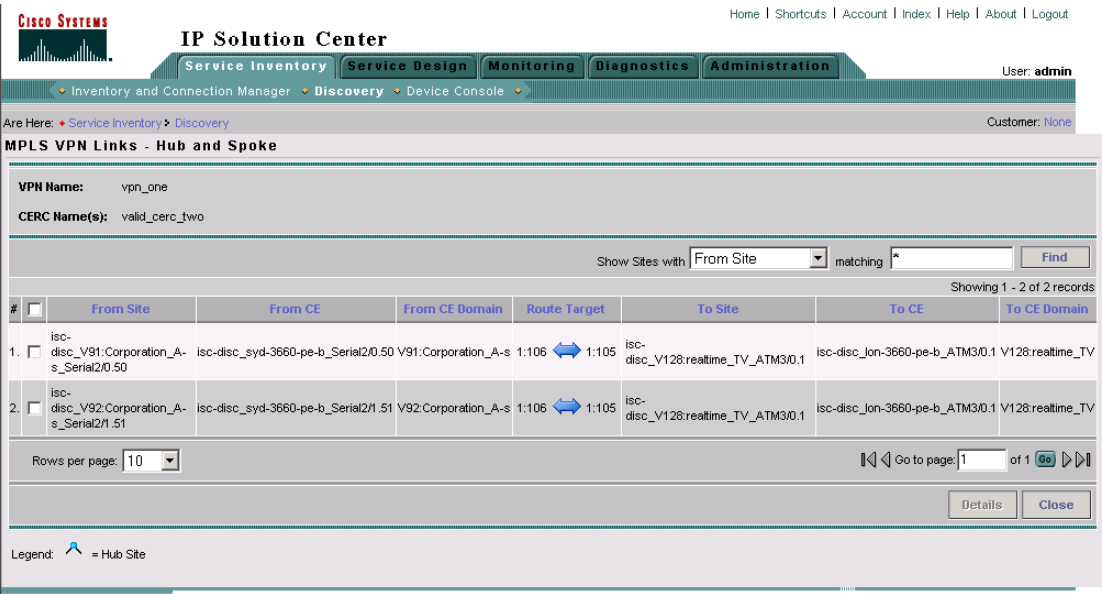 Home | Shortcuts | Account | Index | Help | About | Logout
CISCO SYSTEMS
IP Solution Center
Service Inventory Service Design Monitoring Diagnostics Administration
User: admin
Inventory and Connection Manager Discovery Device Console
Are Here: Service Inventory Discovery Customer: None
MPLS VPN Links - Hub and Spoke
VPN Name: vpn_one
CERC Name(s): valid_cerc_two
Show Sites with From Site matching * Find
Showing 1 - 2 of 2 records
# From Site From CE From CE Domain Route Target To Site To CE To CE Domain
1. isc-disc_V91:Corporation_A-s_Serial2/0.50 isc-disc_syd-3660-pe-b_Serial2/0.50 V91:Corporation_A-s 1:106 1:105 isc-disc_V128:realtime_TV_ATM3/0.1 isc-disc_lon-3660-pe-b_ATM3/0.1 V128:realtime_TV
2. isc-disc_V92:Corporation_A-s_Serial2/1.51 isc-disc_syd-3660-pe-b_Serial2/1.51 V92:Corporation_A-s 1:106 1:105 isc-disc_V128:realtime_TV_ATM3/0.1 isc-disc_lon-3660-pe-b_ATM3/0.1 V128:realtime_TV
Rows per page: 10 Go to page: 1 of 1 Go
Details Close
Legend: = Hub Site